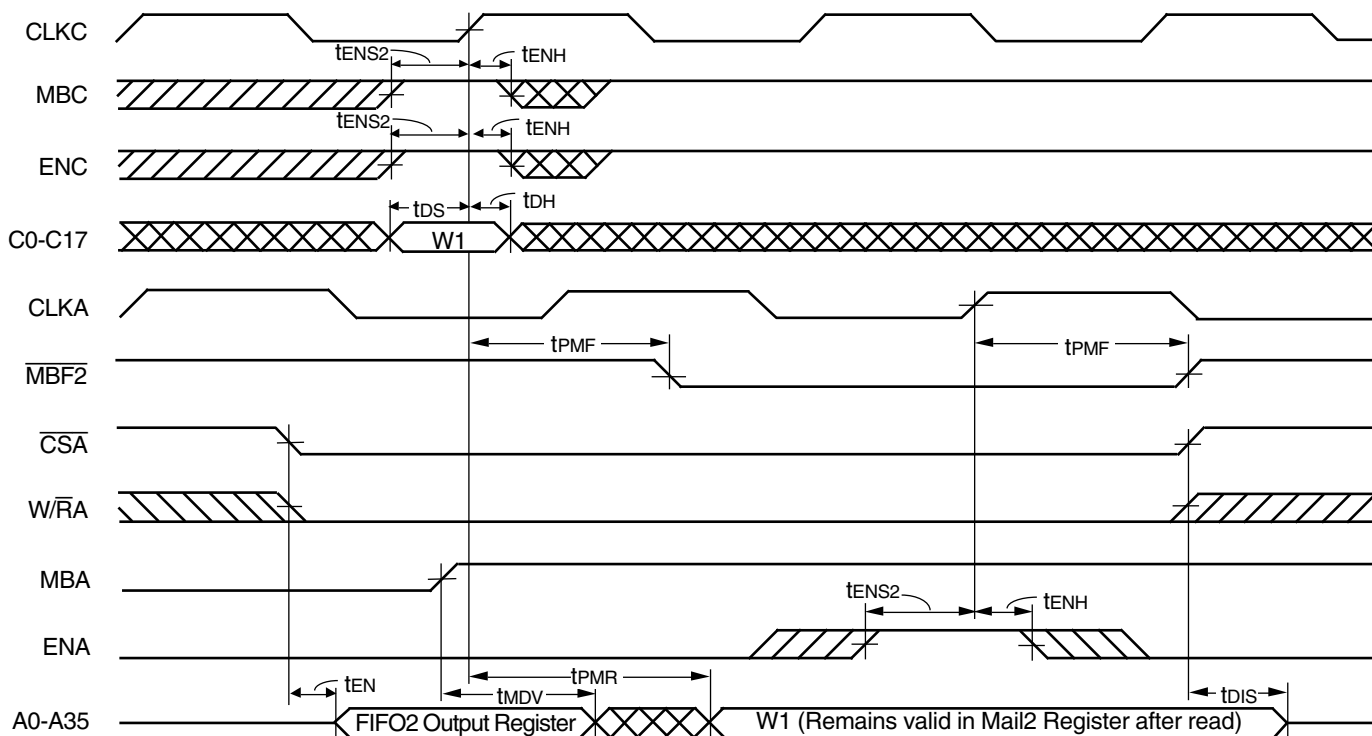 CLKC
tENS2 tENH
MBC
tENS2 tENH
ENC
tDS tDH
C0-C17 W1
CLKA
tPMF tPMF
MBF2
CSA
W/RA
MBA
tENS2 tENH
ENA
tEN tMDV tPMR tDIS
A0-A35 FIFO2 Output Register W1 (Remains valid in Mail2 Register after read)